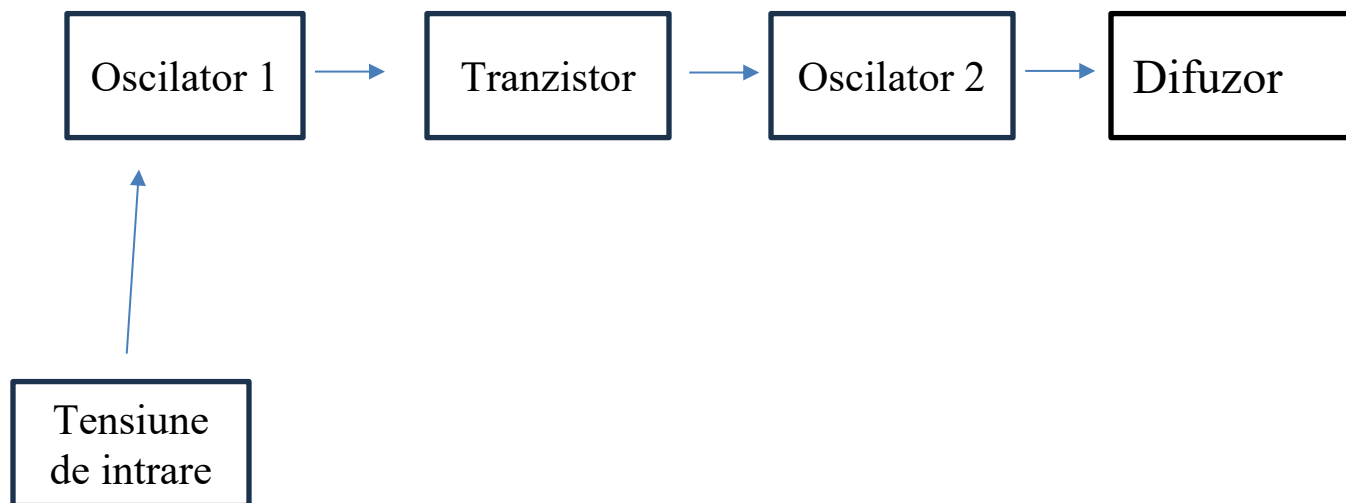 Oscilator 1
Tranzistor
Oscilator 2
Difuzor
Tensiune
de intrare